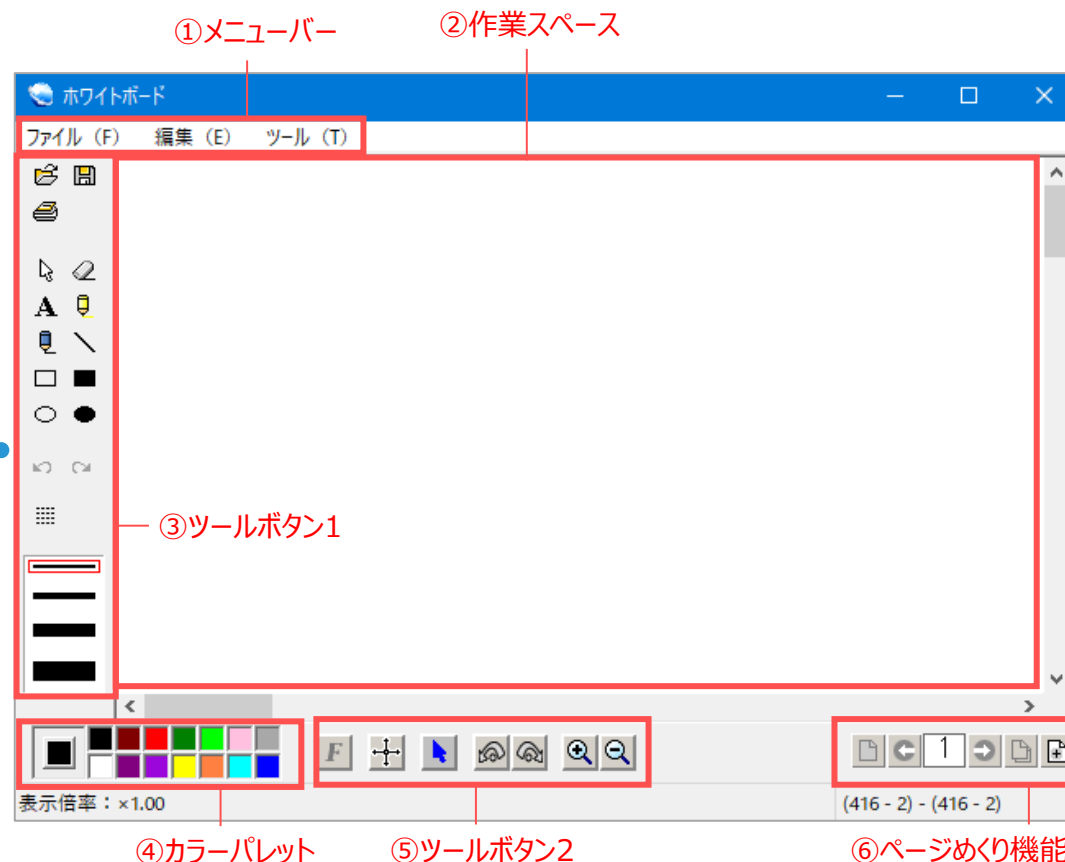 ①メニューバー
②作業スペース
ホワイトボード
ファイル (F) 編集 (E) ツール (T)
A
③ツールボタン1
F
1
表示倍率：×1.00
(416 - 2) - (416 - 2)
④カラーパレット
⑤ツールボタン2
⑥ページめくり機能